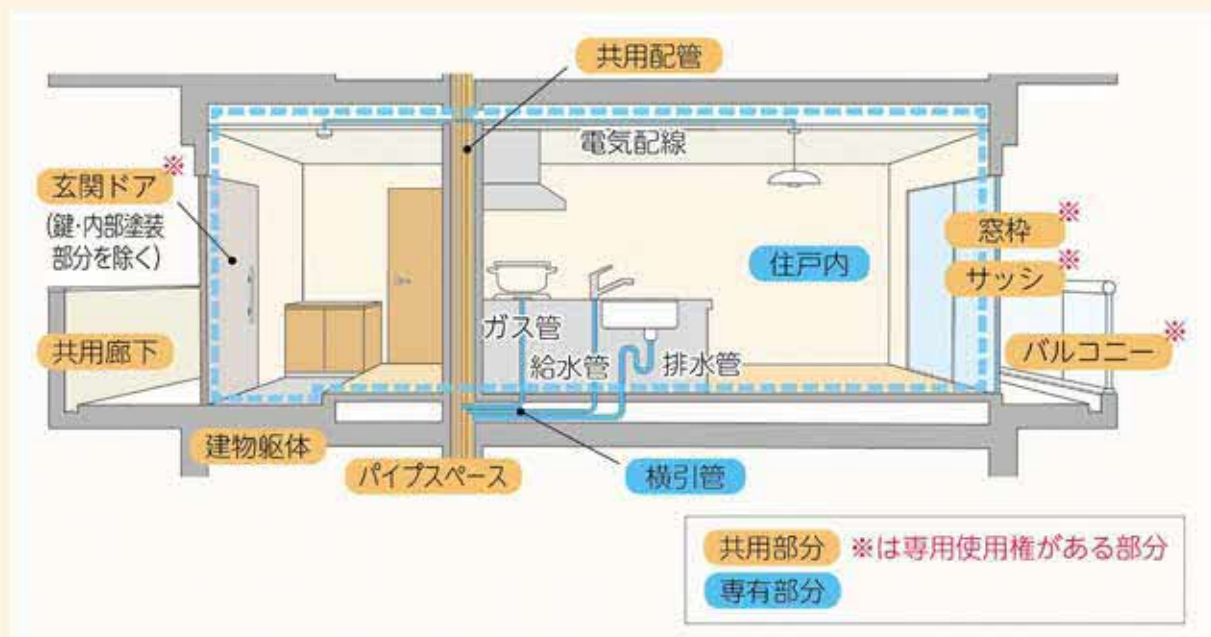 共用配管
電気配線
玄関ドア※
(鍵・内部塗装
部分を除く)
窓枠※
住戸内
サッシ※
ガス管
共用廊下
給水管
排水管
バルコニー※
建物躯体
パイプスペース
横引管
共用部分 ※は専用使用権がある部分
専有部分